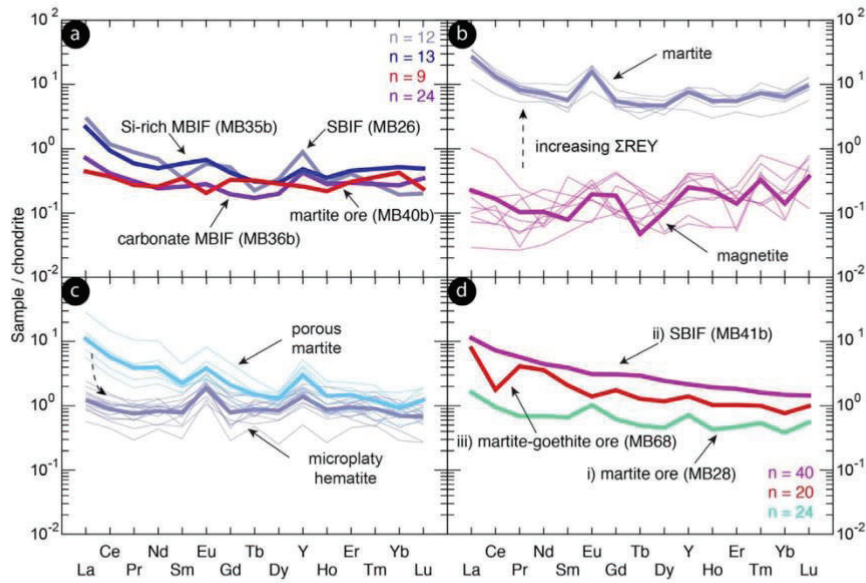 Sample / chondrite
10²
10¹
10⁰
10⁻¹
10⁻²
10¹
10⁰
10⁻¹
10⁻²
a
n = 12
n = 13
n = 9
n = 24
Si-rich MBIF (MB35b)
SBIF (MB26)
martite ore (MB40b)
carbonate MBIF (MB36b)
b
martite
increasing ΣREY
magnetite
10²
10¹
10⁰
10⁻¹
10⁻²
10¹
10⁰
10⁻¹
10⁻²
c
porous
martite
microplaty
hematite
d
ii) SBIF (MB41b)
iii) martite-goethite ore (MB68)
i) martite ore (MB28)
n = 40
n = 20
n = 24
Ce Nd Eu Tb Y Er Yb
La Pr Sm Gd Dy Ho Tm Lu
Ce Nd Eu Tb Y Er Yb
La Pr Sm Gd Dy Ho Tm Lu